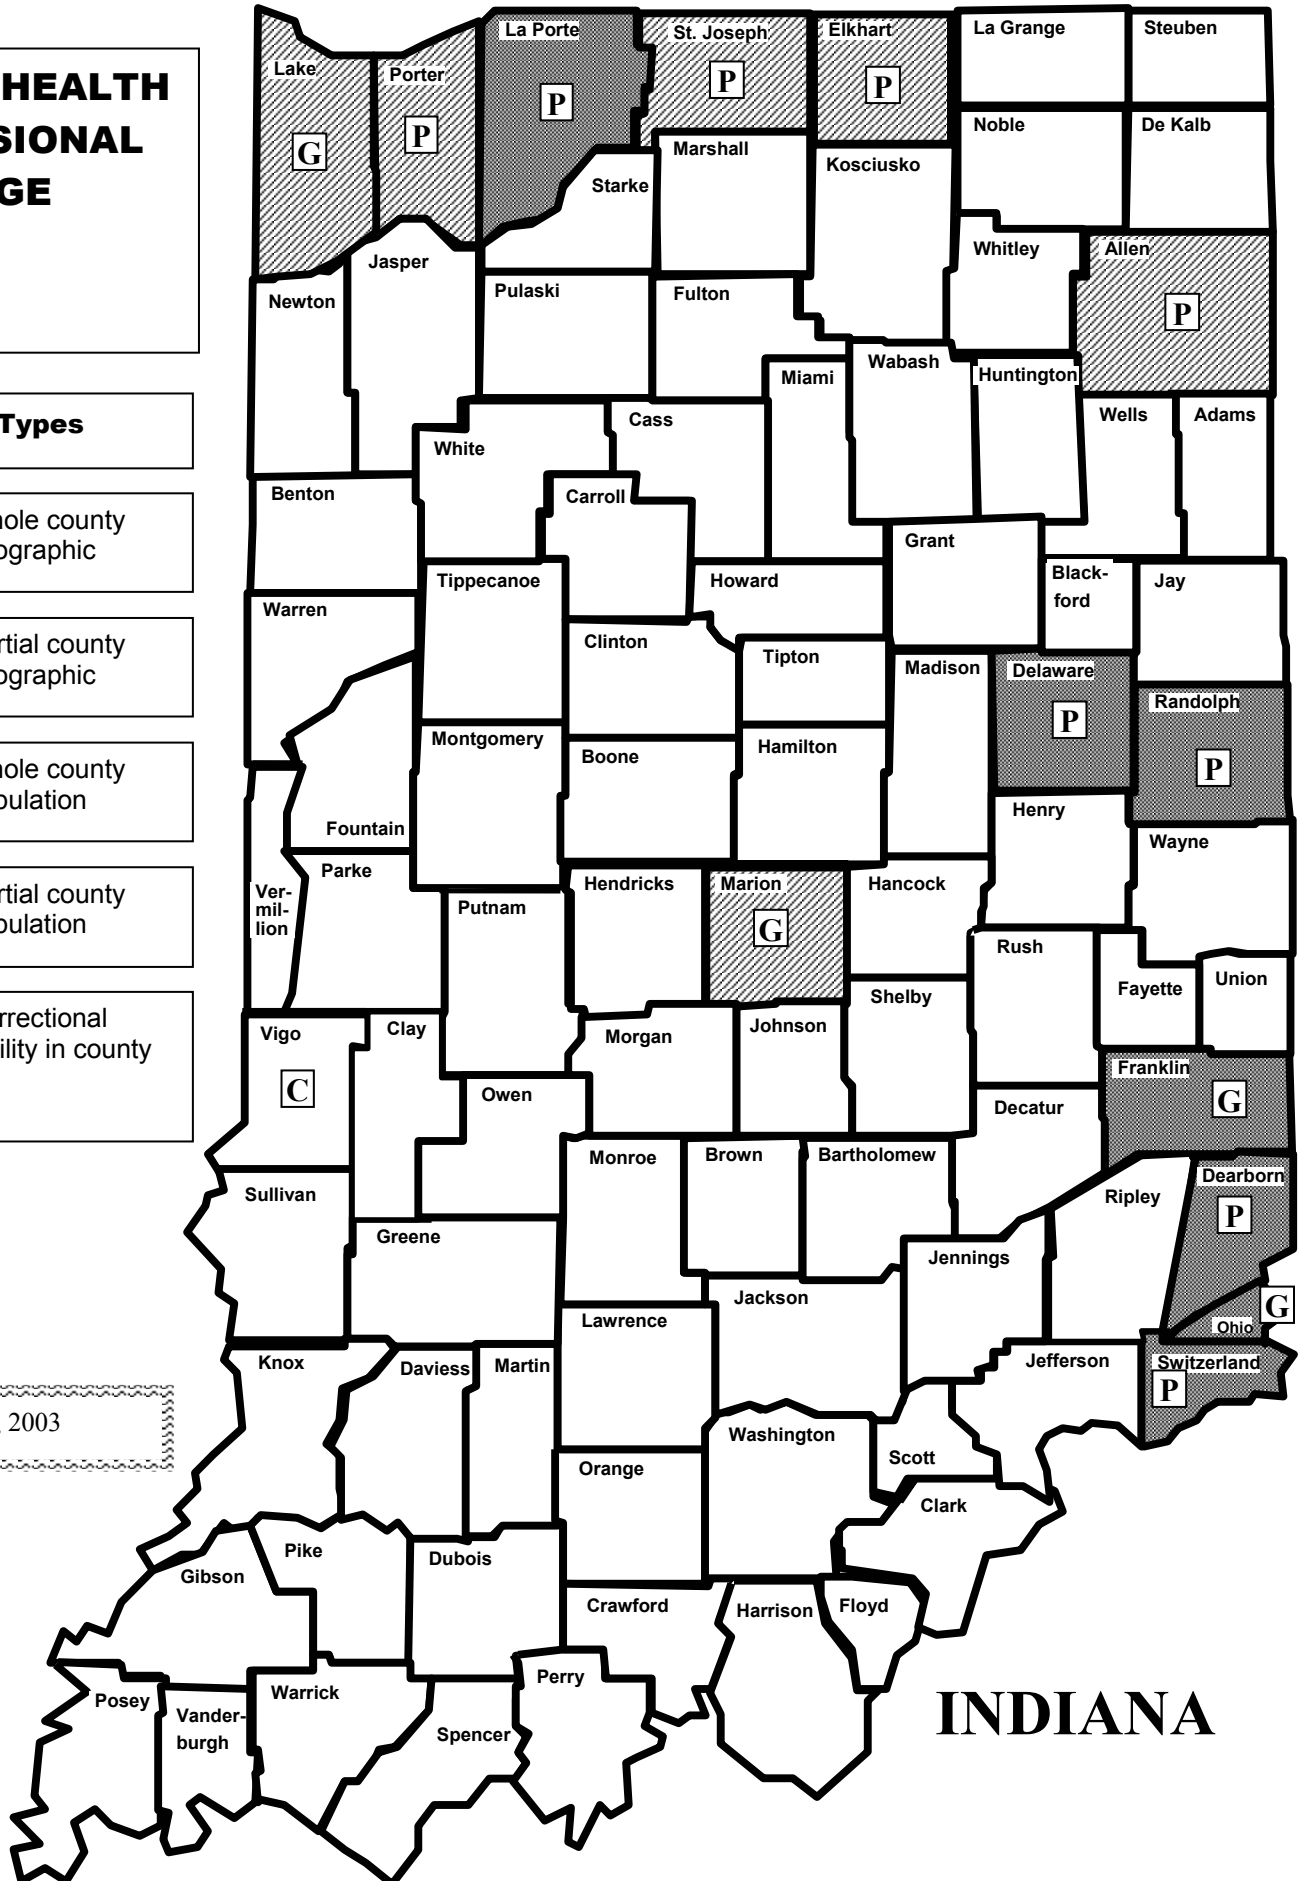 HEALTH
SIONAL
GE
Types
ole county
ographic
rtial county
ographic
ole county
pulation
rtial county
pulation
rrectional
ility in county
2003
Lake
G
Porter
P
La Porte
P
St. Joseph
P
Elkhart
P
La Grange
Steuben
Noble
De Kalb
Marshall
Kosciusko
Starke
Whitley
Allen
P
Jasper
Newton
Pulaski
Fulton
Miami
Wabash
Huntington
Wells
Adams
White
Cass
Benton
Carroll
Grant
Tippecanoe
Howard
Black-
ford
Jay
Warren
Clinton
Tipton
Madison
Delaware
P
Randolph
P
Montgomery
Boone
Hamilton
Henry
Fountain
Wayne
Parke
Ver-
mil-
lion
Putnam
Hendricks
Marion
G
Hancock
Rush
Fayette
Union
Shelby
Vigo
C
Clay
Morgan
Johnson
Franklin
G
Owen
Decatur
Monroe
Brown
Bartholomew
Ripley
Dearborn
P
Sullivan
Greene
Jennings
Jackson
G
Ohio
Lawrence
Knox
Daviess
Martin
Jefferson
Switzerland
P
Washington
Scott
Orange
Clark
Pike
Dubois
Gibson
Crawford
Harrison
Floyd
Perry
Posey
Warrick
Vander-
burgh
Spencer
INDIANA